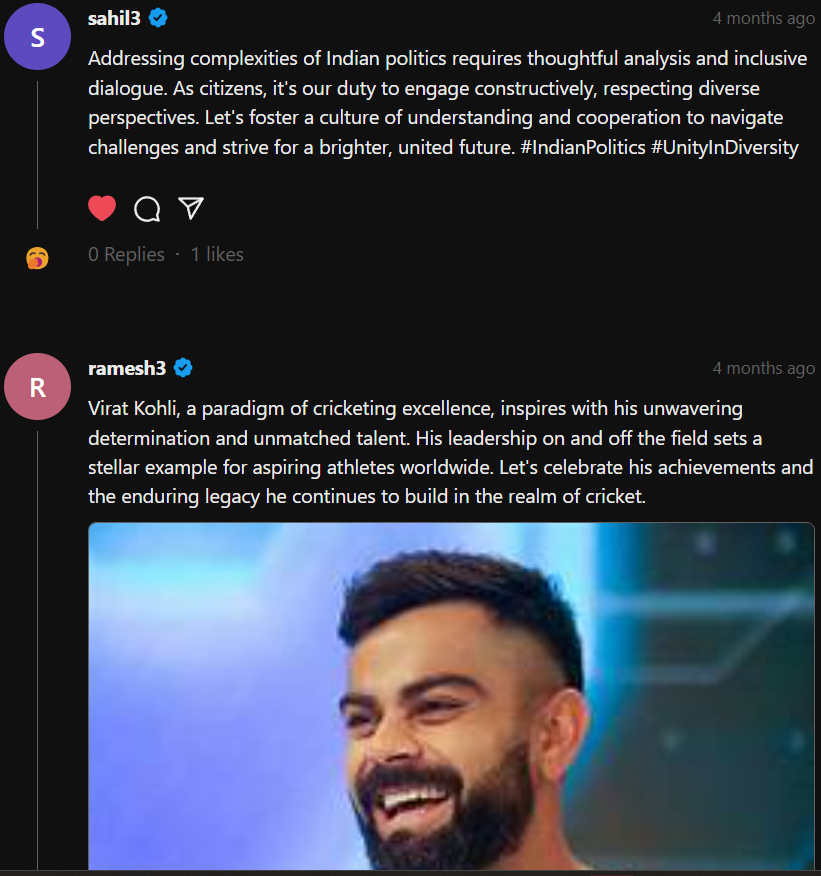 S
sahil3
4 months ago
Addressing complexities of Indian politics requires thoughtful analysis and inclusive
dialogue. As citizens, it's our duty to engage constructively, respecting diverse
perspectives. Let's foster a culture of understanding and cooperation to navigate
challenges and strive for a brighter, united future. #IndianPolitics #UnityInDiversity
0 Replies · 1 likes
R
ramesh3
4 months ago
Virat Kohli, a paradigm of cricketing excellence, inspires with his unwavering
determination and unmatched talent. His leadership on and off the field sets a
stellar example for aspiring athletes worldwide. Let's celebrate his achievements and
the enduring legacy he continues to build in the realm of cricket.